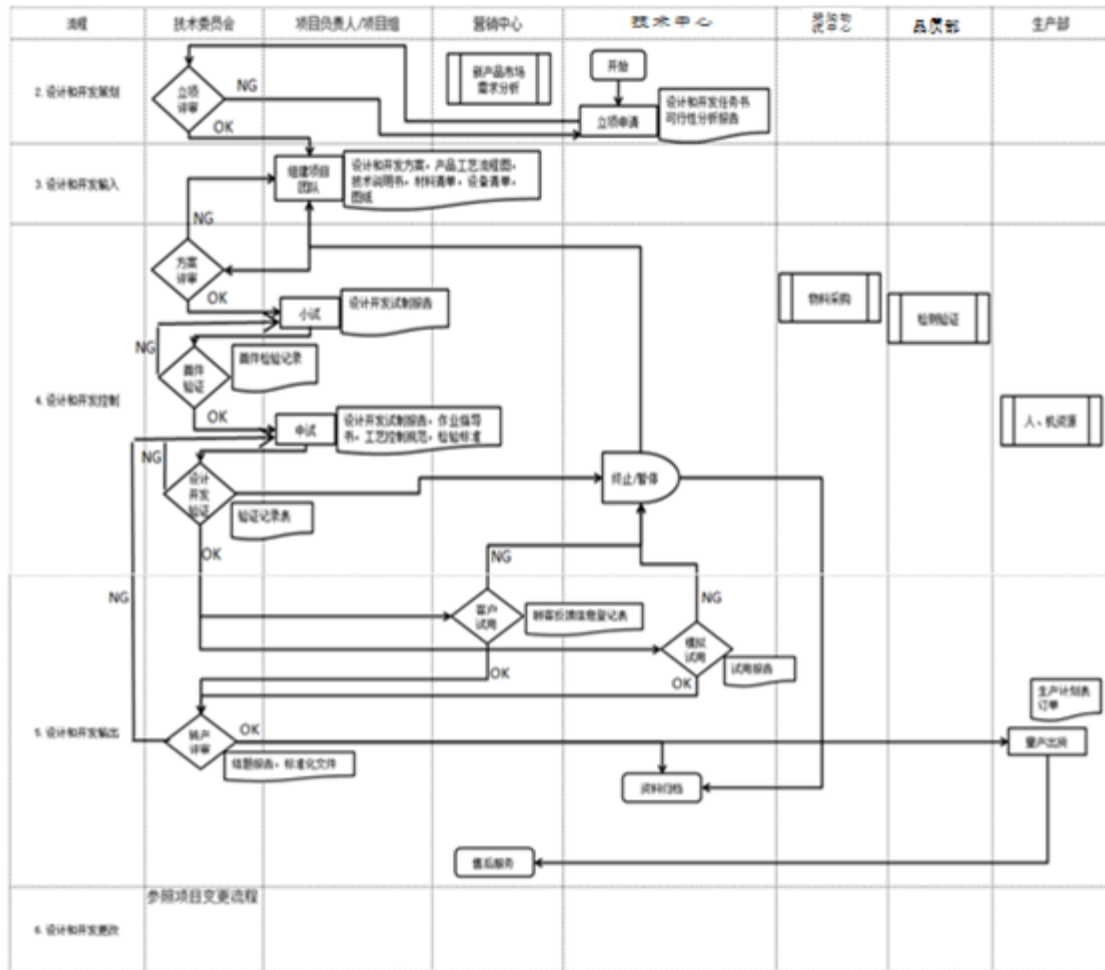 流程
技术委员会
项目负责人/项目组
营销中心
技 术 中 心
品质部
生产部
2. 设计和开发策划
立项
评审
NG
OK
新产品市场
需求分析
开始
立项申请
设计和开发任务书
可行性分析报告
3. 设计和开发输入
组建项目
团队
设计和开发方案，产品工艺流程图，
技术说明书，材料清单，设备清单，
图纸
NG
4. 设计和开发控制
方案
评审
OK
小试
设计开发试制报告
物料采购
检测验证
NG
首件
验证
首件检验记录
OK
中试
设计开发试制报告，作业指导
书，工艺控制规范，检验标准
人、机资源
NG
设计
开发
验证
验证记录表
终止/暂停
OK
NG
NG
NG
5. 设计和开发输出
客户
试用
顾客反馈信息登记表
模拟
试用
试用报告
OK
OK
生产计划表
订单
转产
评审
OK
结题报告，标准化文件
量产出货
资料归档
售后服务
参照项目变更流程
6. 设计和开发更改